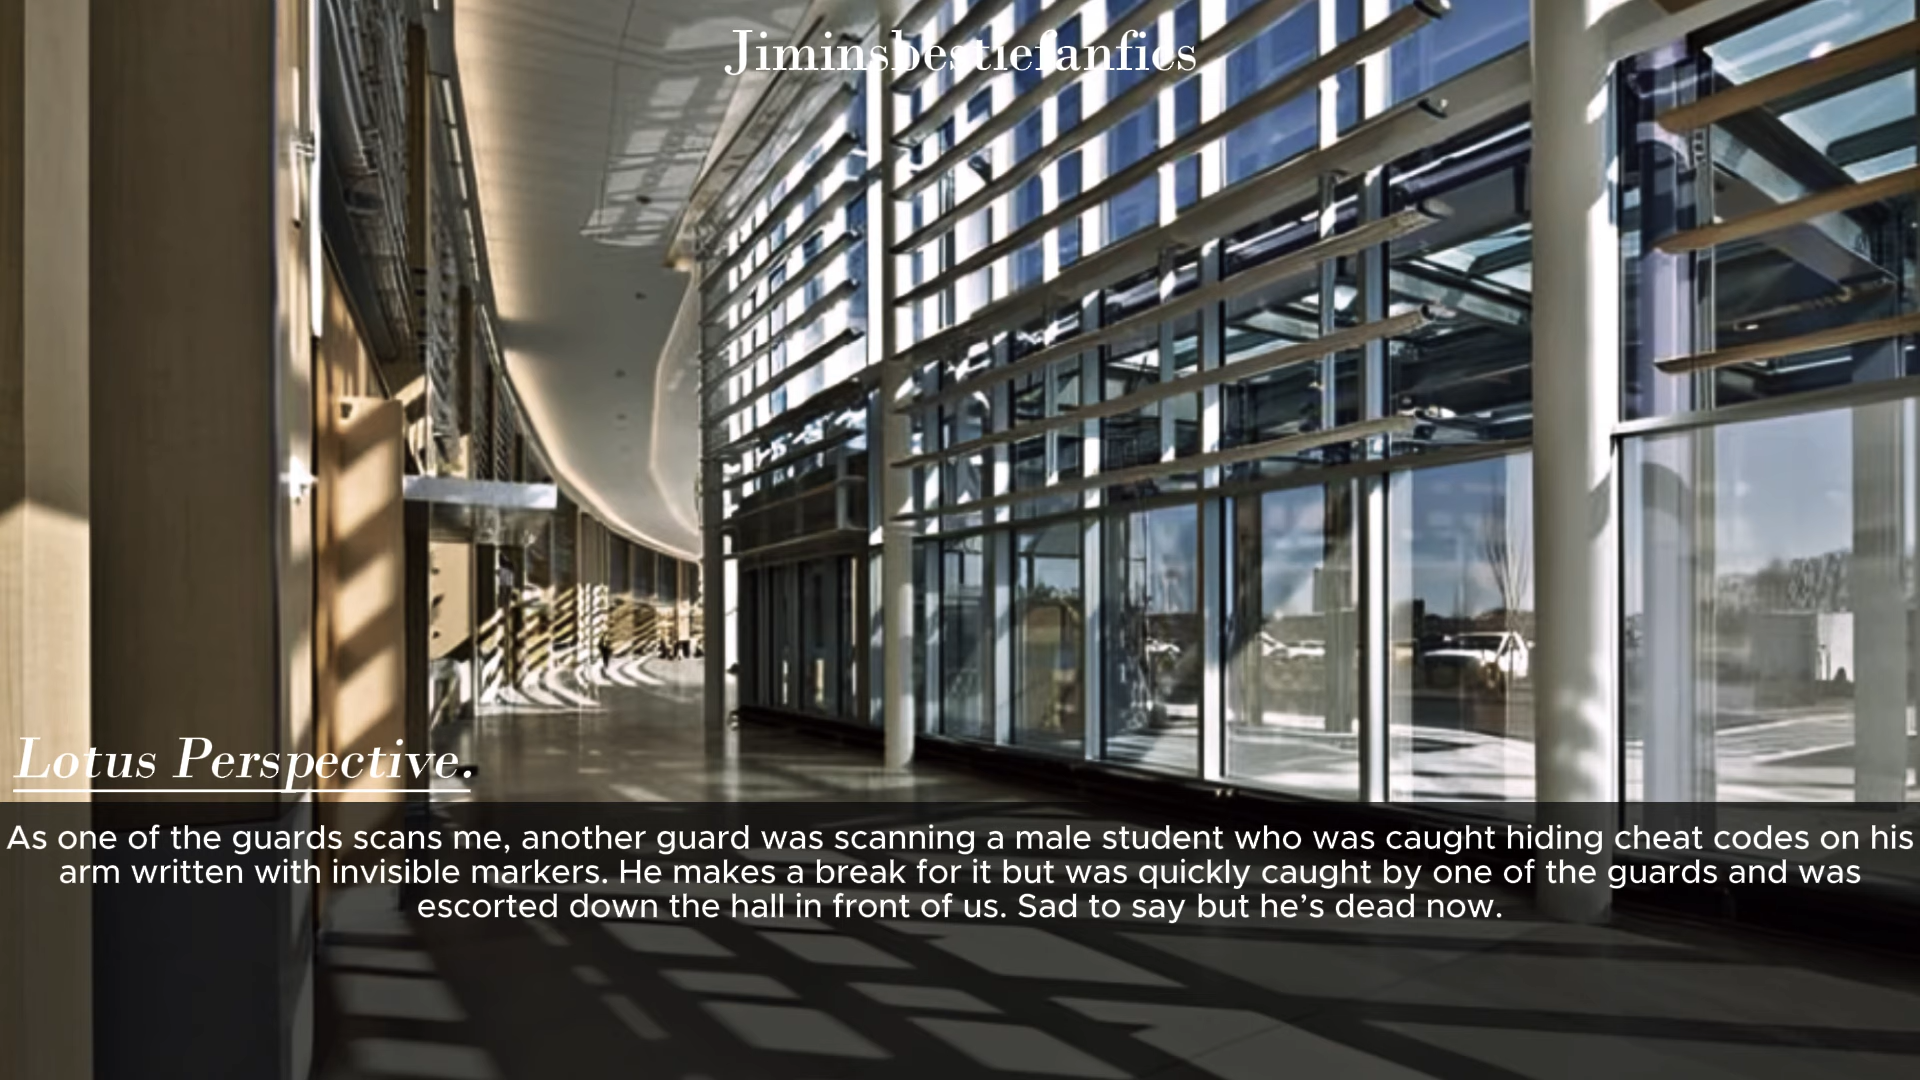 Jiminsbestiefanfics
Lotus Perspective.
As one of the guards scans me, another guard was scanning a male student who was caught hiding cheat codes on his
arm written with invisible markers. He makes a break for it but was quickly caught by one of the guards and was
escorted down the hall in front of us. Sad to say but he’s dead now.